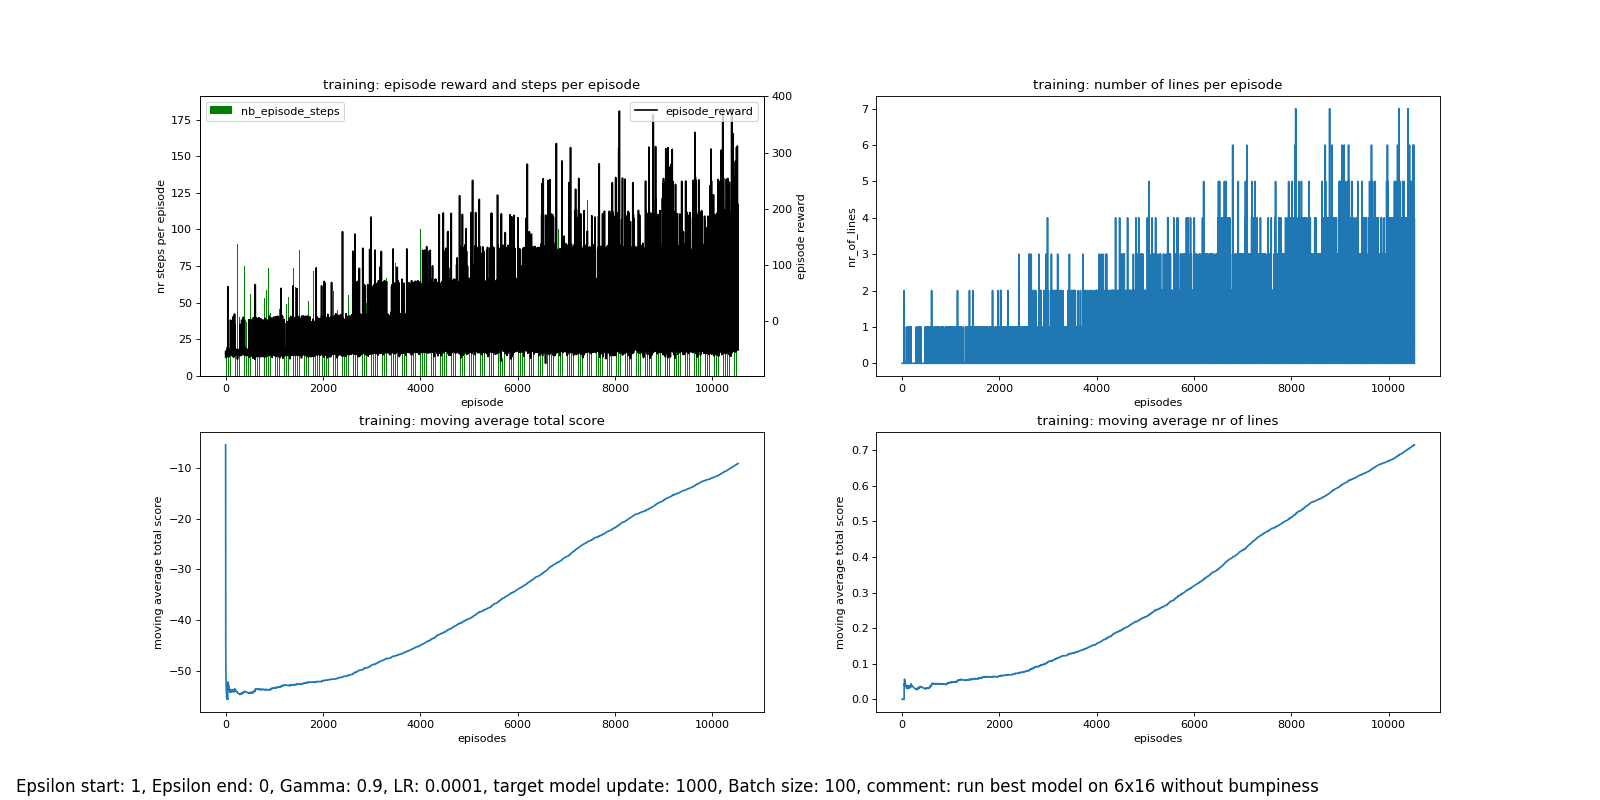 training: episode reward and steps per episode
nb_episode_steps
episode_reward
nr steps per episode
175
150
125
100
75
50
25
0
400
300
200
100
0
episode reward
0 2000 4000 6000 8000 10000
episode
training: number of lines per episode
nr_of_lines
7
6
5
4
3
2
1
0
0 2000 4000 6000 8000 10000
episodes
training: moving average total score
moving average total score
−10
−20
−30
−40
−50
0 2000 4000 6000 8000 10000
episodes
training: moving average nr of lines
moving average total score
0.7
0.6
0.5
0.4
0.3
0.2
0.1
0.0
0 2000 4000 6000 8000 10000
episodes
Epsilon start: 1, Epsilon end: 0, Gamma: 0.9, LR: 0.0001, target model update: 1000, Batch size: 100, comment: run best model on 6x16 without bumpiness